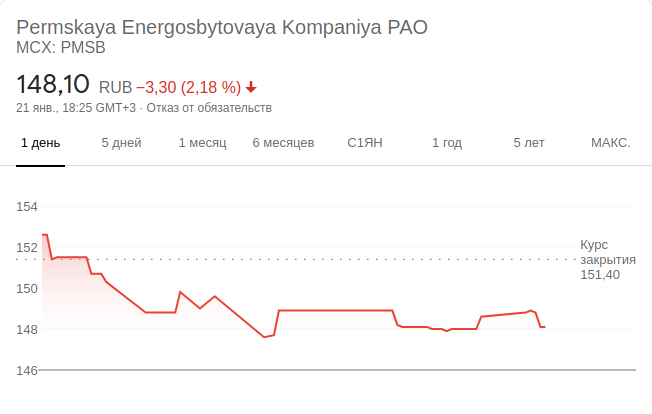 Permskaya Energosbytovaya Kompaniya PAO
MCX: PMSB
148,10 RUB −3,30 (2,18 %)
21 янв., 18:25 GMT+3 · Отказ от обязательств
1 день 5 дней 1 месяц 6 месяцев С1ЯН 1 год 5 лет МАКС.
154
152
150
148
146
Курс
закрытия
151,40